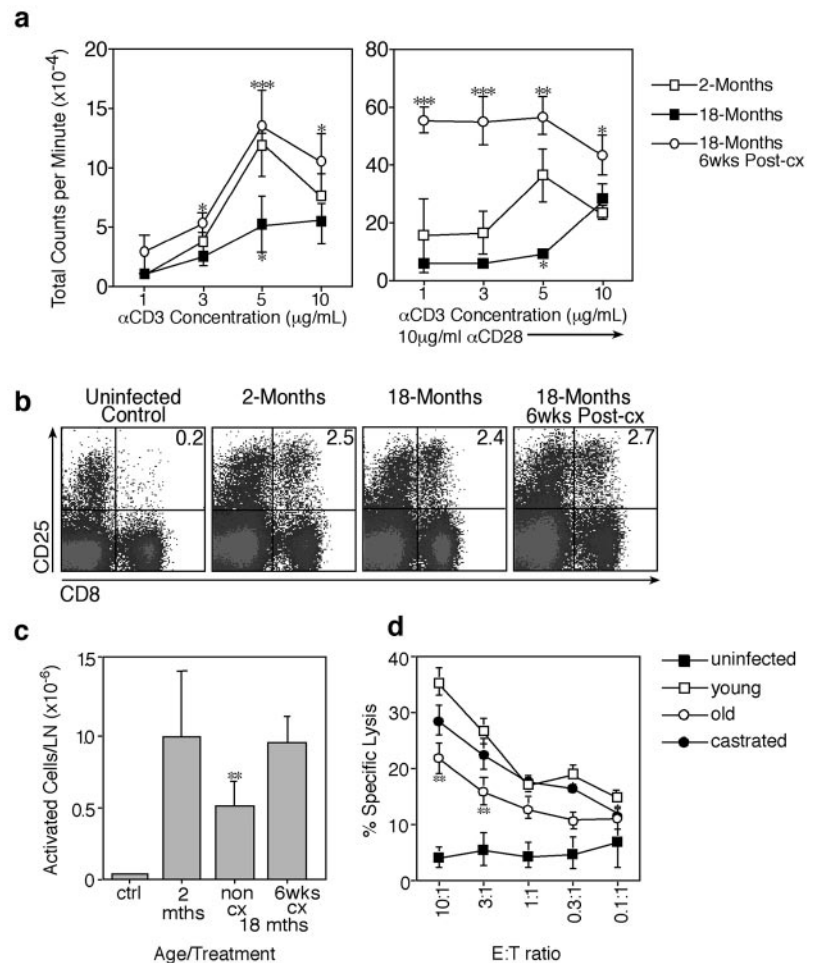 a
Total Counts per Minute (x10-4)
20
15
10
5
0
1 3 5 10
αCD3 Concentration (μg/mL)
***
*
*
*
80
60
40
20
0
1 3 5 10
αCD3 Concentration (μg/mL)
10μg/ml αCD28
***
***
**
*
*
2-Months
18-Months
18-Months
6wks Post-cx
b
Uninfected
Control
2-Months
18-Months
18-Months
6wks Post-cx
0.2
2.5
2.4
2.7
CD25
CD8
c
Activated Cells/LN (x10-6)
15
10
0.5
0
**
ctrl
2
mths
non
cx
6wks
cx
18 mths
Age/Treatment
d
% Specific Lysis
40
30
20
10
0
**
**
10:1
3:1
1:1
0.3:1
0.1:1
E:T ratio
uninfected
young
old
castrated